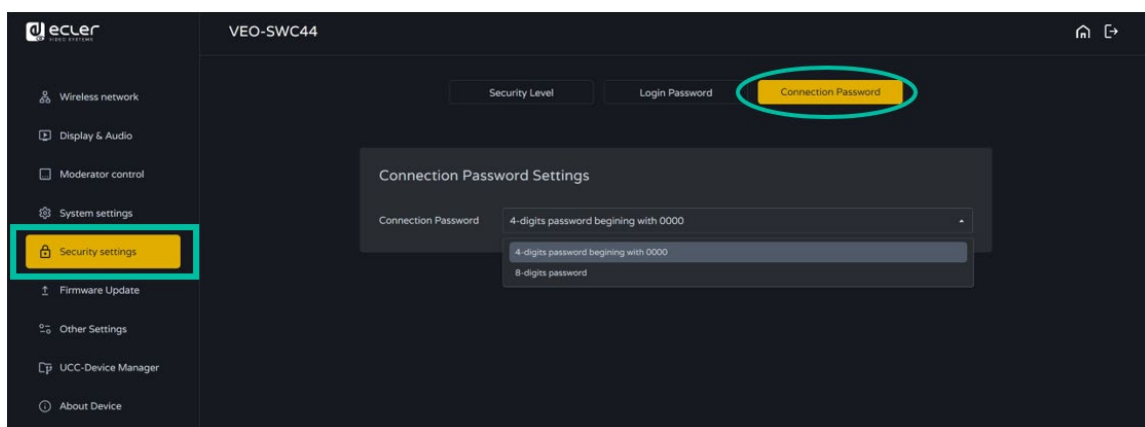 ecler
VIDEO SYSTEMS
VEO-SWC44
Wireless network
Display & Audio
Moderator control
System settings
Security settings
Firmware Update
Other Settings
UCC-Device Manager
About Device
Security Level
Login Password
Connection Password
Connection Password Settings
Connection Password
4-digits password begining with 0000
4-digits password begining with 0000
8-digits password